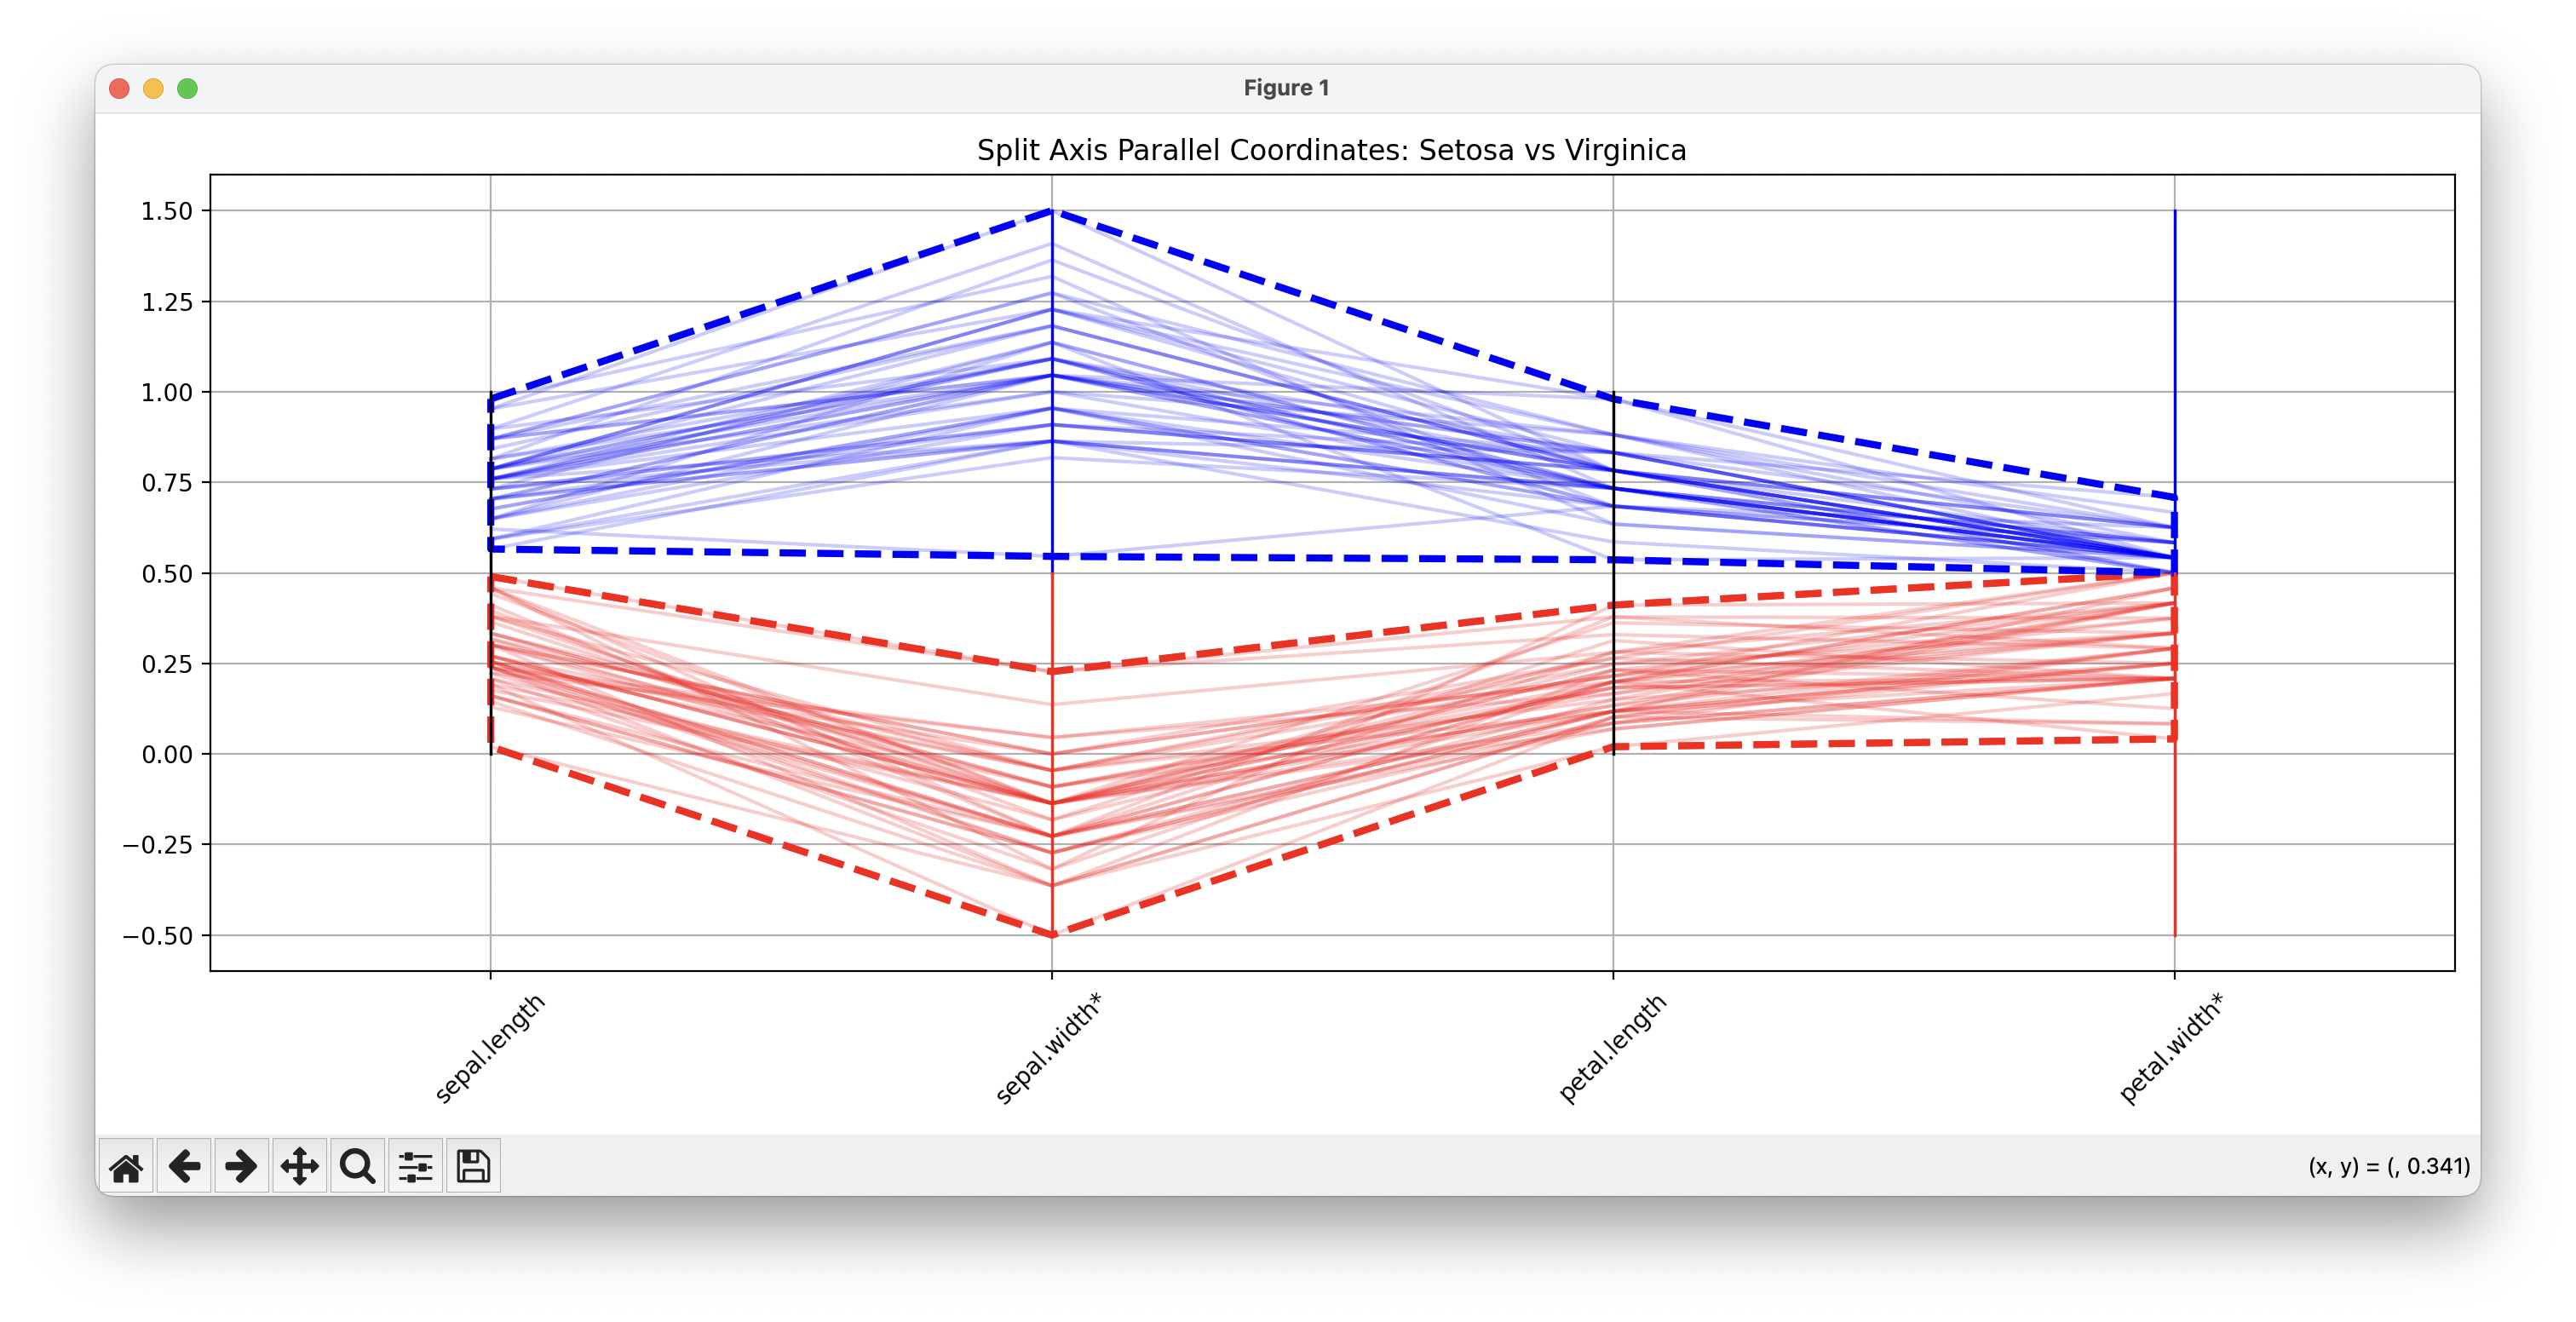 Figure 1
Split Axis Parallel Coordinates: Setosa vs Virginica
1.50
1.25
1.00
0.75
0.50
0.25
0.00
−0.25
−0.50
sepal.length
sepal.width*
petal.length
petal.width*
(x, y) = (, 0.341)